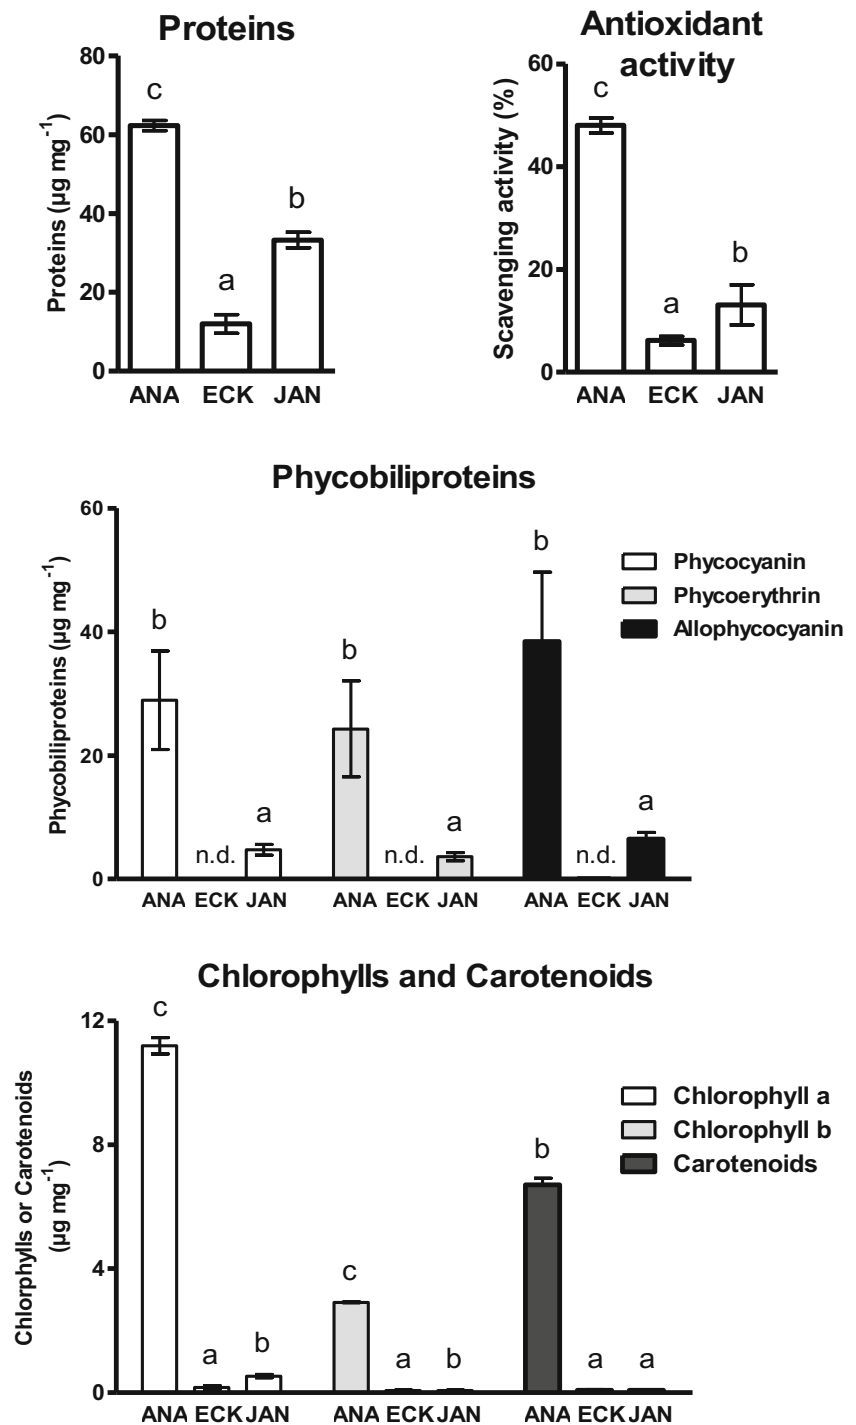 Proteins
Proteins (µg mg⁻¹)
80
60
40
20
0
c
a
b
ANA ECK JAN
Antioxidant
activity
Scavenging activity (%)
60
40
20
0
c
a
b
ANA ECK JAN
Phycobiliproteins
Phycobiliproteins (µg mg⁻¹)
60
40
20
0
b
n.d.
a
b
n.d.
a
b
n.d.
a
Phycocyanin
Phycoerythrin
Allophycocyanin
ANA ECK JAN ANA ECK JAN ANA ECK JAN
Chlorophylls and Carotenoids
Chlorphylls or Carotenoids
(µg mg⁻¹)
12
8
4
0
c
a
b
c
a
b
b
a
a
Chlorophyll a
Chlorophyll b
Carotenoids
ANA ECK JAN ANA ECK JAN ANA ECK JAN